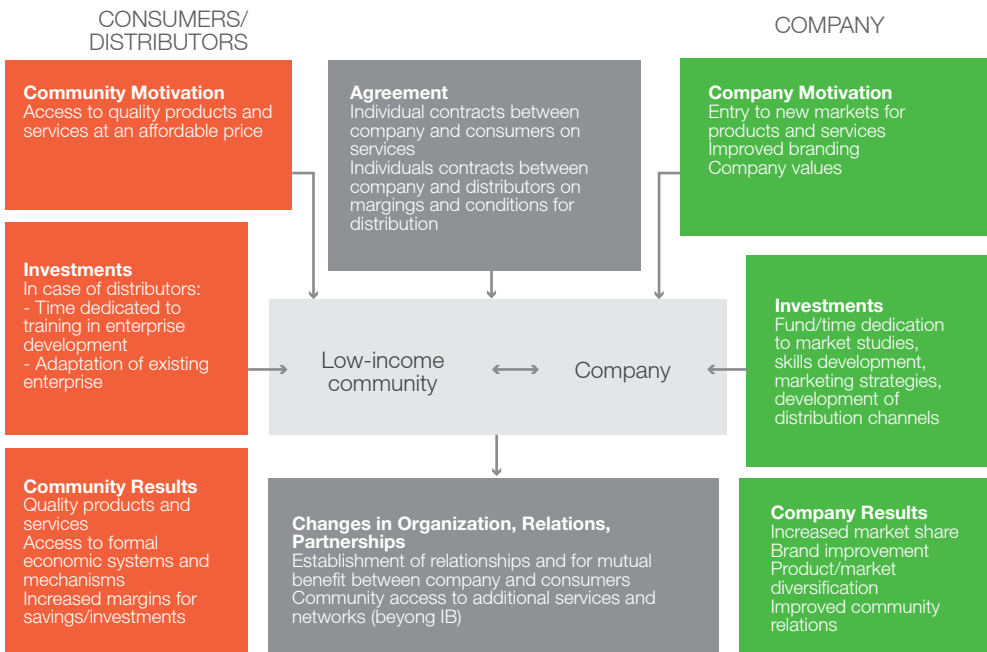 CONSUMERS/
DISTRIBUTORS
COMPANY
Community Motivation
Access to quality products and
services at an affordable price
Agreement
Individual contracts between
company and consumers on
services
Individuals contracts between
company and distributors on
margings and conditions for
distribution
Company Motivation
Entry to new markets for
products and services
Improved branding
Company values
Investments
In case of distributors:
- Time dedicated to
training in enterprise
development
- Adaptation of existing
enterprise
Low-income
community
Company
Investments
Fund/time dedication
to market studies,
skills development,
marketing strategies,
development of
distribution channels
Community Results
Quality products and
services
Access to formal
economic systems and
mechanisms
Increased margins for
savings/investments
Changes in Organization, Relations,
Partnerships
Establishment of relationships and for mutual
benefit between company and consumers
Community access to additional services and
networks (beyong IB)
Company Results
Increased market share
Brand improvement
Product/market
diversification
Improved community
relations